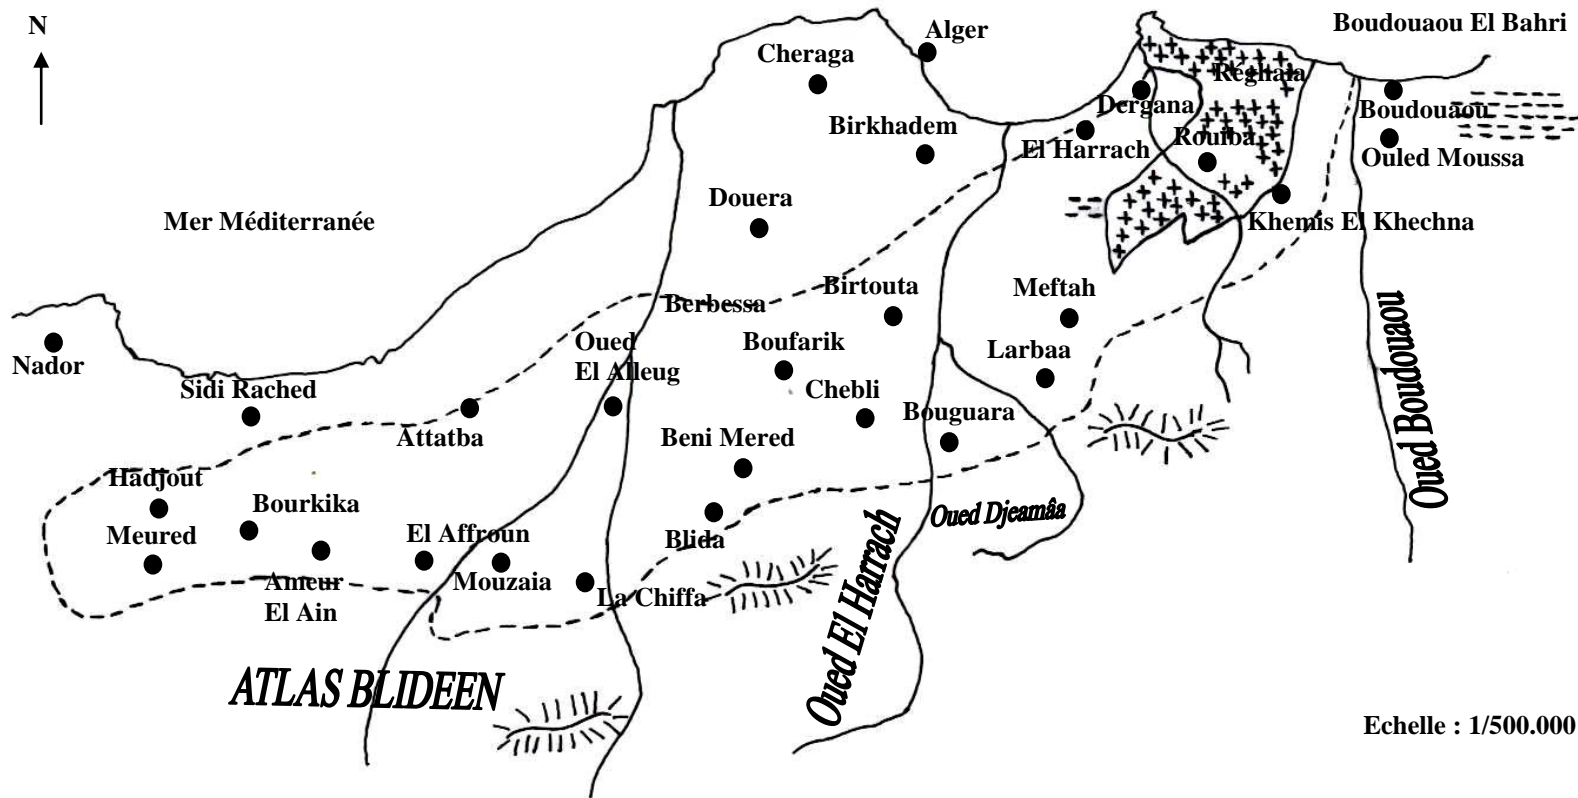 N
Boudouaou El Bahri
Alger
Cheraga
Réghaia
Dergana
Boudouaou
Birkhadem
El Harrach
Rouiba
Ouled Moussa
Douera
Mer Méditerranée
Khemis El Khechna
Berbessa
Birtouta
Meftah
Nador
Oued
El Alleug
Boufarik
Larbaa
Sidi Rached
Chebli
Bouguara
Attatba
Beni Mered
Oued Boudouaou
Hadjout
Bourkika
Meured
El Affroun
Blida
Oued Djeamâa
Ameur
El Ain
Mouzaia
La Chiffa
Oued El Harrach
ATLAS BLIDEEN
Echelle : 1/500.000